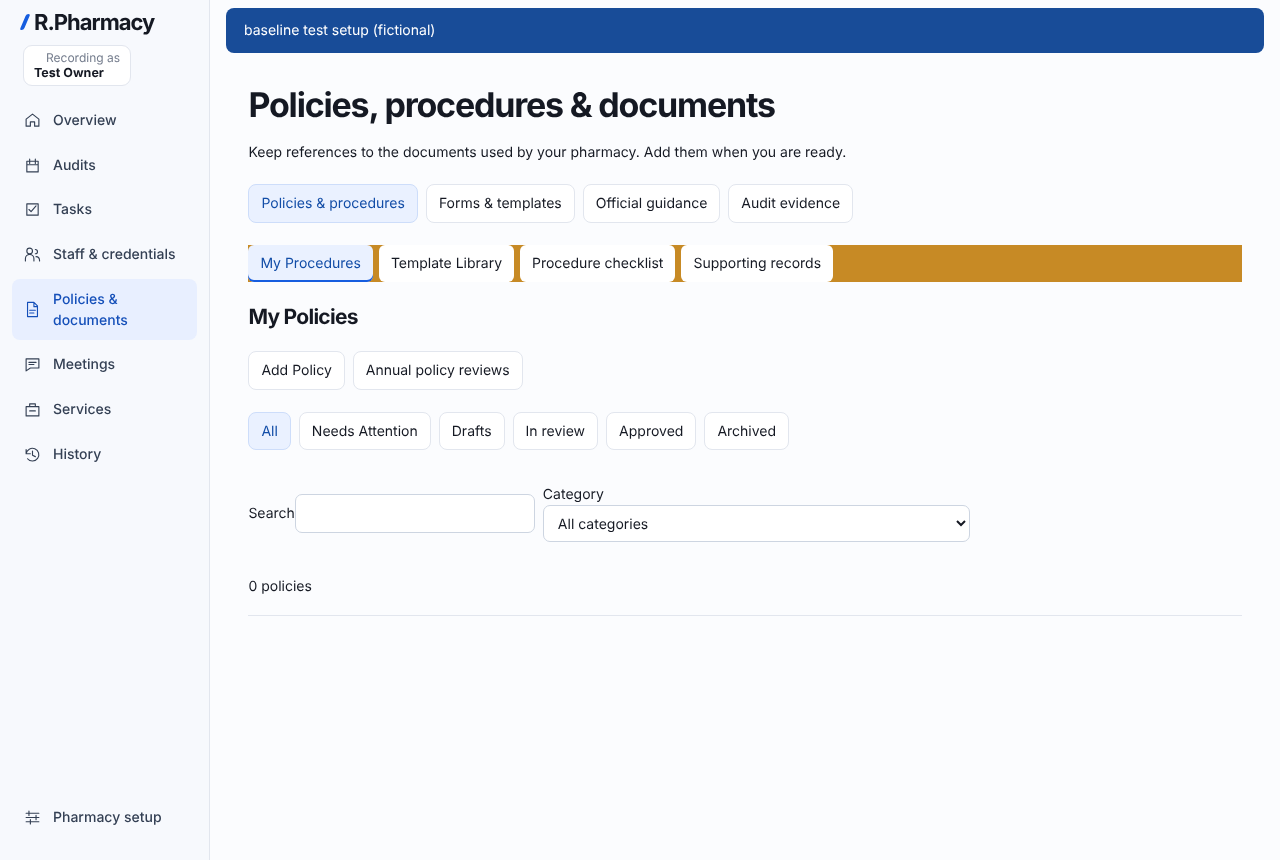 R.Pharmacy
Recording as
Test Owner
Overview
Audits
Tasks
Staff & credentials
Policies &
documents
Meetings
Services
History
Pharmacy setup
baseline test setup (fictional)
Policies, procedures & documents
Keep references to the documents used by your pharmacy. Add them when you are ready.
Policies & procedures Forms & templates Official guidance Audit evidence
My Procedures Template Library Procedure checklist Supporting records
My Policies
Add Policy Annual policy reviews
All Needs Attention Drafts In review Approved Archived
Category
Search All categories
0 policies